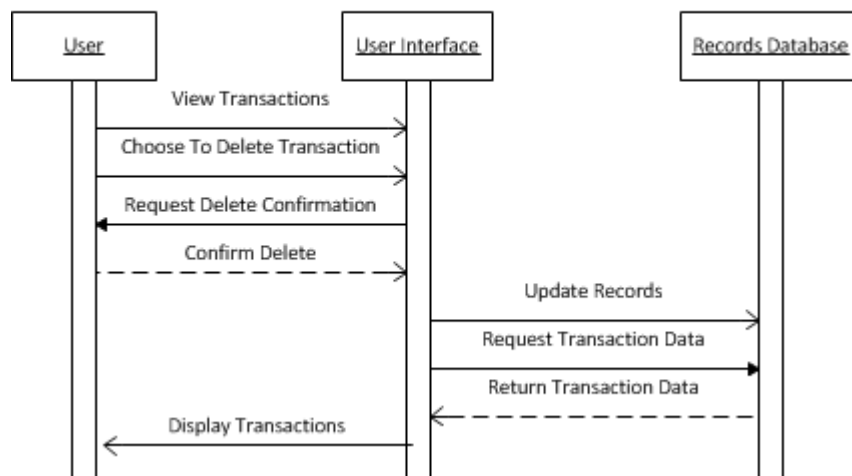 User
User Interface
Records Database
View Transactions
Choose To Delete Transaction
Request Delete Confirmation
Confirm Delete
Update Records
Request Transaction Data
Return Transaction Data
Display Transactions